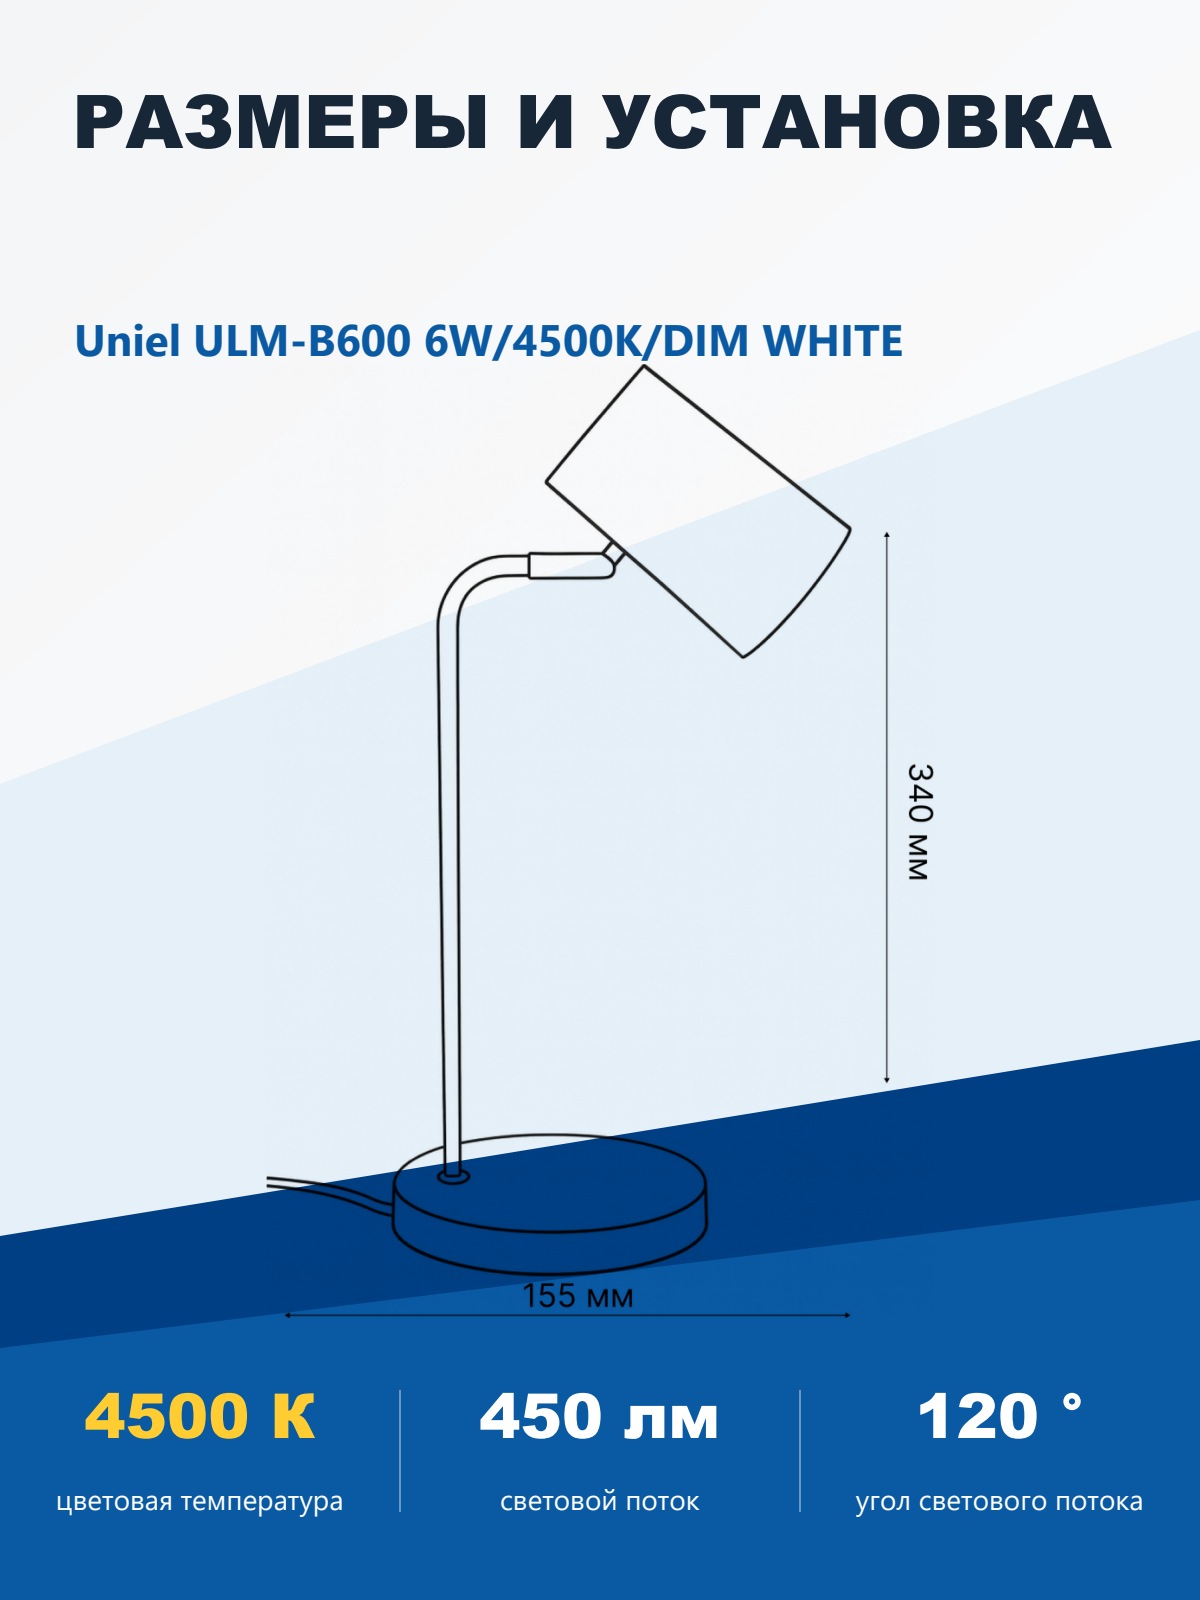 РАЗМЕРЫ И УСТАНОВКА
Uniel ULM-B600 6W/4500K/DIM WHITE
340 мм
155 мм
4500 К
цветовая температура
450 лм
световой поток
120 °
угол светового потока